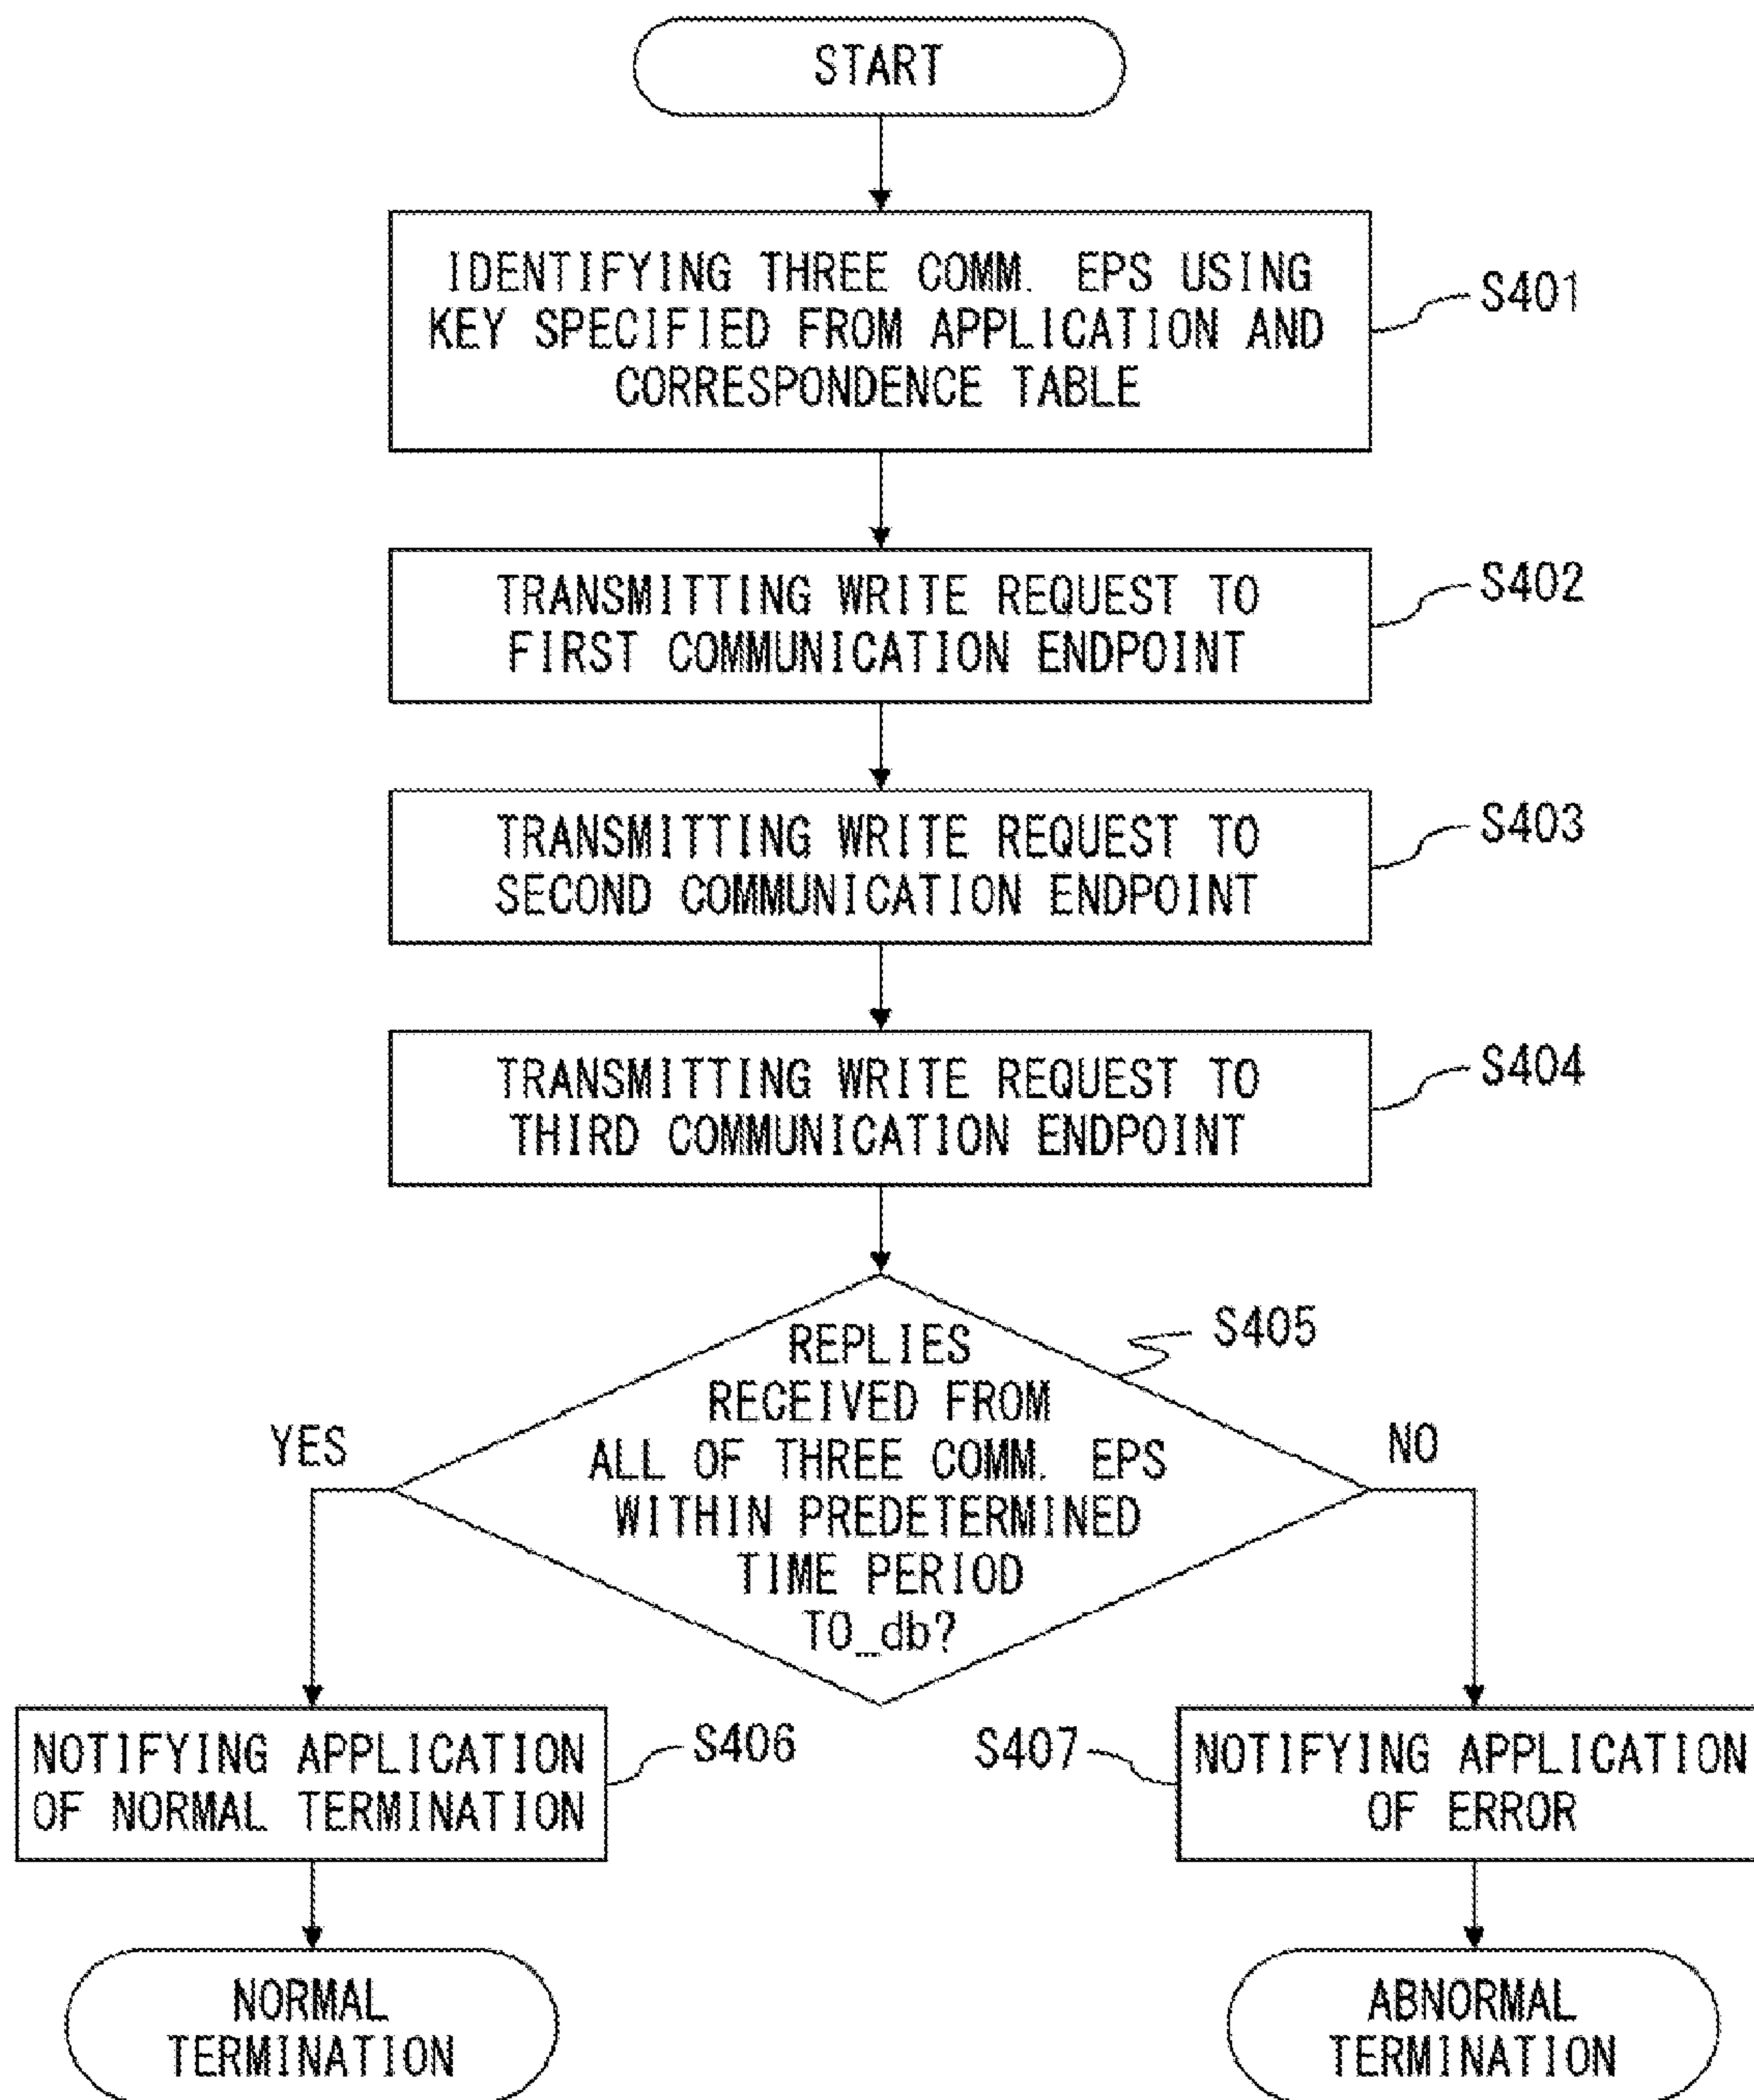 START
IDENTIFYING THREE COMM. EPS USING
KEY SPECIFIED FROM APPLICATION AND
CORRESPONDENCE TABLE
S401
TRANSMITTING WRITE REQUEST TO
FIRST COMMUNICATION ENDPOINT
S402
TRANSMITTING WRITE REQUEST TO
SECOND COMMUNICATION ENDPOINT
S403
TRANSMITTING WRITE REQUEST TO
THIRD COMMUNICATION ENDPOINT
S404
REPLIES
RECEIVED FROM
ALL OF THREE COMM. EPS
WITHIN PREDETERMINED
TIME PERIOD
TO_db?
S405
YES
NO
NOTIFYING APPLICATION
OF NORMAL TERMINATION
S406
S407
NOTIFYING APPLICATION
OF ERROR
NORMAL
TERMINATION
ABNORMAL
TERMINATION